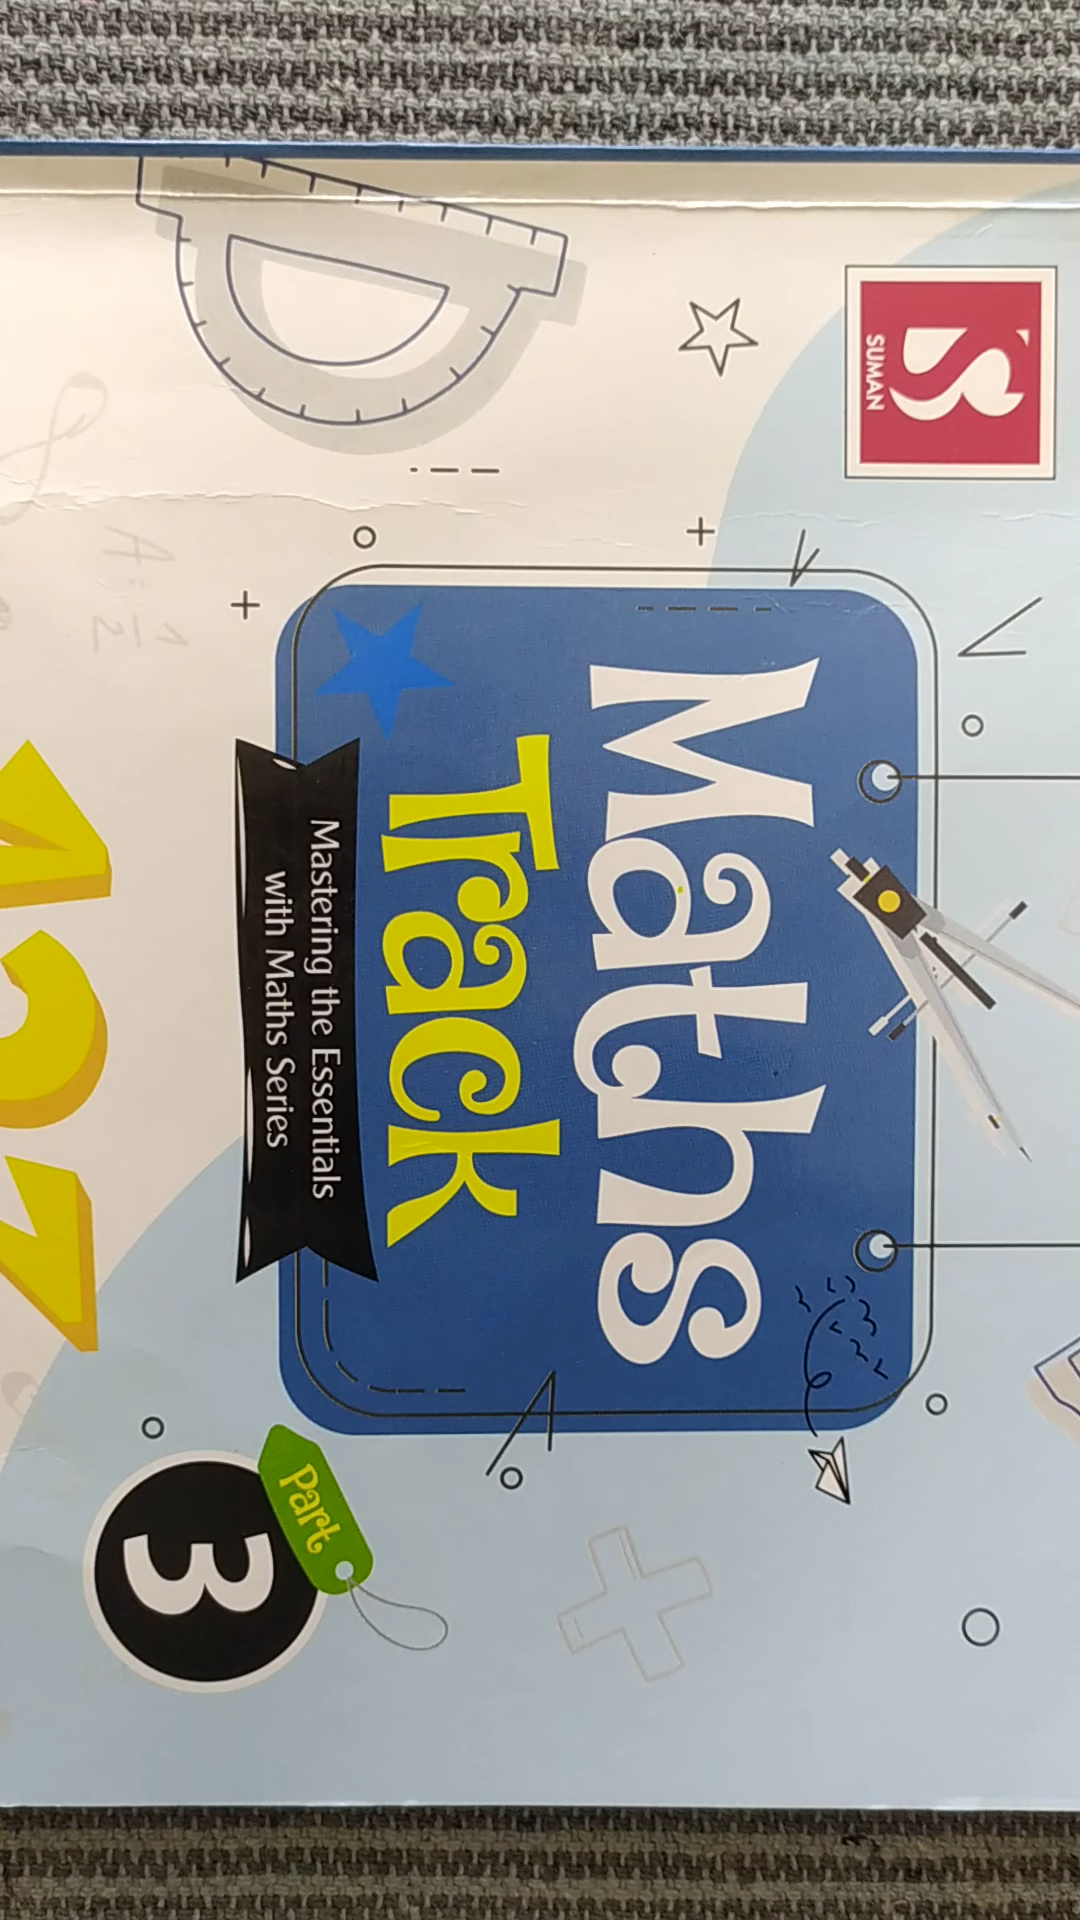 SUMAN
Maths
Track
Mastering the Essentials
with Maths Series
Part
3